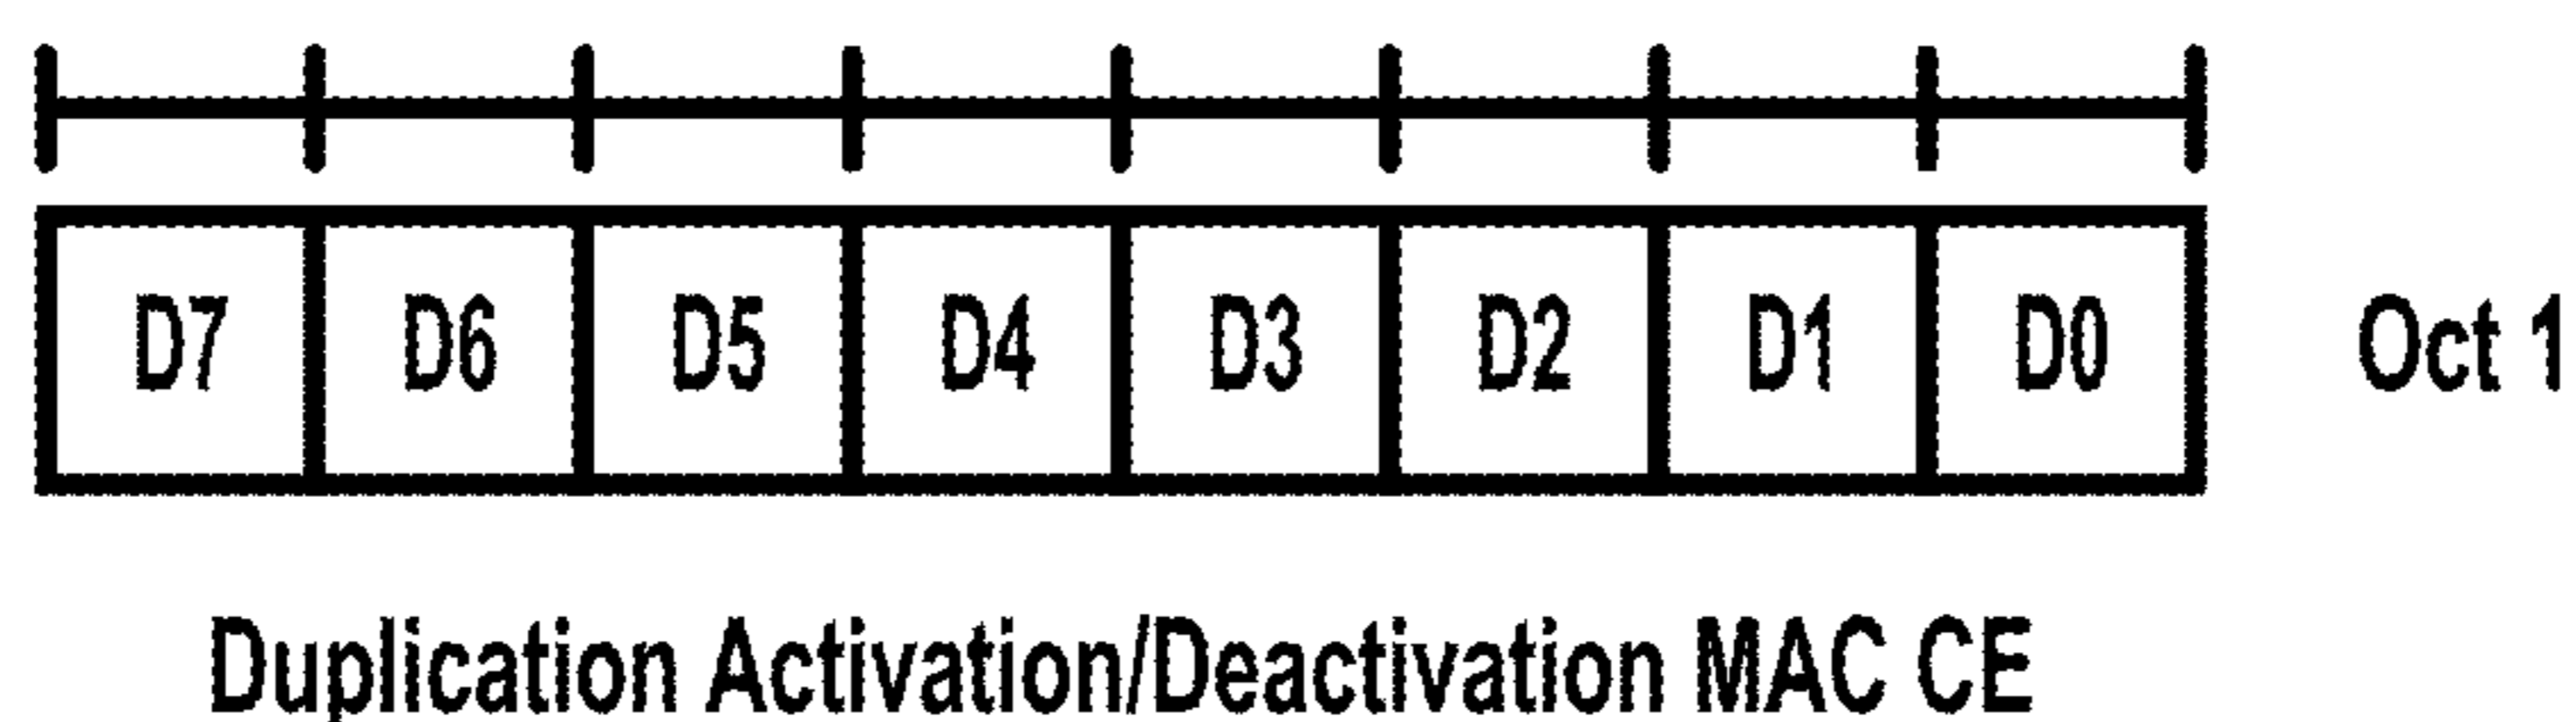 D7 D6 D5 D4 D3 D2 D1 D0 Oct 1
Duplication Activation/Deactivation MAC CE